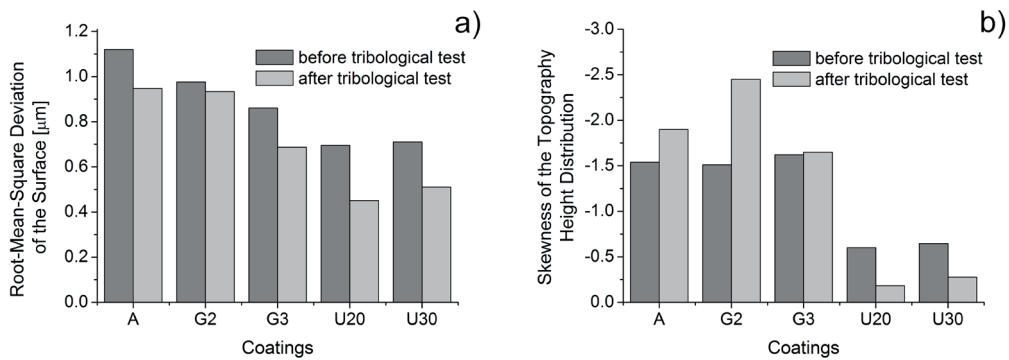 a)
Root-Mean-Square Deviation
of the Surface [µm]
1.2
1.0
0.8
0.6
0.4
0.2
0.0
before tribological test
after tribological test
A G2 G3 U20 U30
Coatings
b)
Skewness of the Topography
Height Distribution
-3.0
-2.5
-2.0
-1.5
-1.0
-0.5
0.0
before tribological test
after tribological test
A G2 G3 U20 U30
Coatings